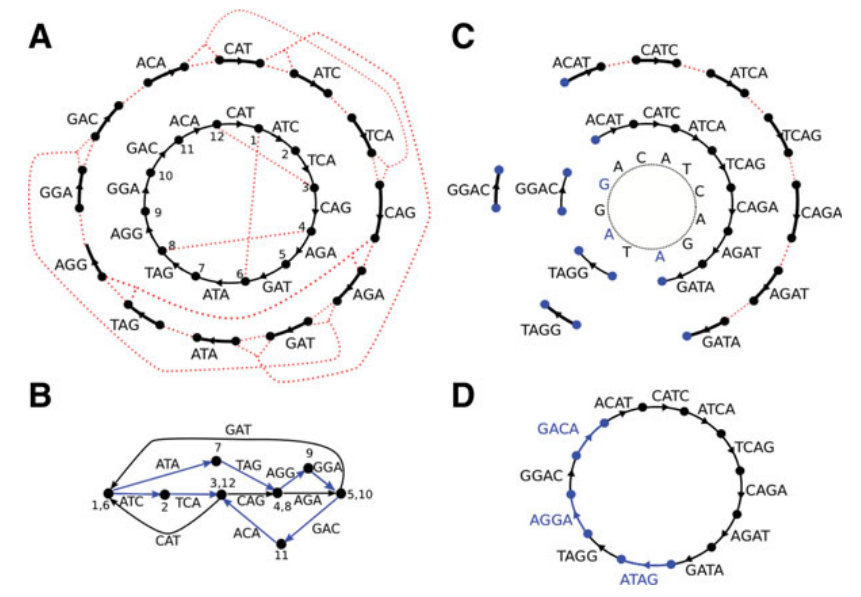 A
CAT
ATC
TCA
CAG
AGA
GAT
ATA
TAG
AGG
GGA
GAC
ACA
CAT
ATC
TCA
CAG
AGA
GAT
ATA
TAG
AGG
GGA
GAC
ACA
1
2
3
4
5
6
7
8
9
10
11
12
B
GAT
ATA
7
TAG
AGG
9
GGA
1,6
ATC
2
TCA
3,12
CAG
4,8
AGA
5,10
CAT
ACA
GAC
11
C
ACAT
CATC
ATCA
TCAG
CAGA
AGAT
GATA
TAGG
GGAC
ACAT
CATC
ATCA
TCAG
CAGA
AGAT
GATA
TAGG
GGAC
A
C
A
T
C
A
G
A
T
A
G
G
D
ACAT
CATC
ATCA
TCAG
CAGA
AGAT
GATA
ATAG
TAGG
AGGA
GGAC
GACA